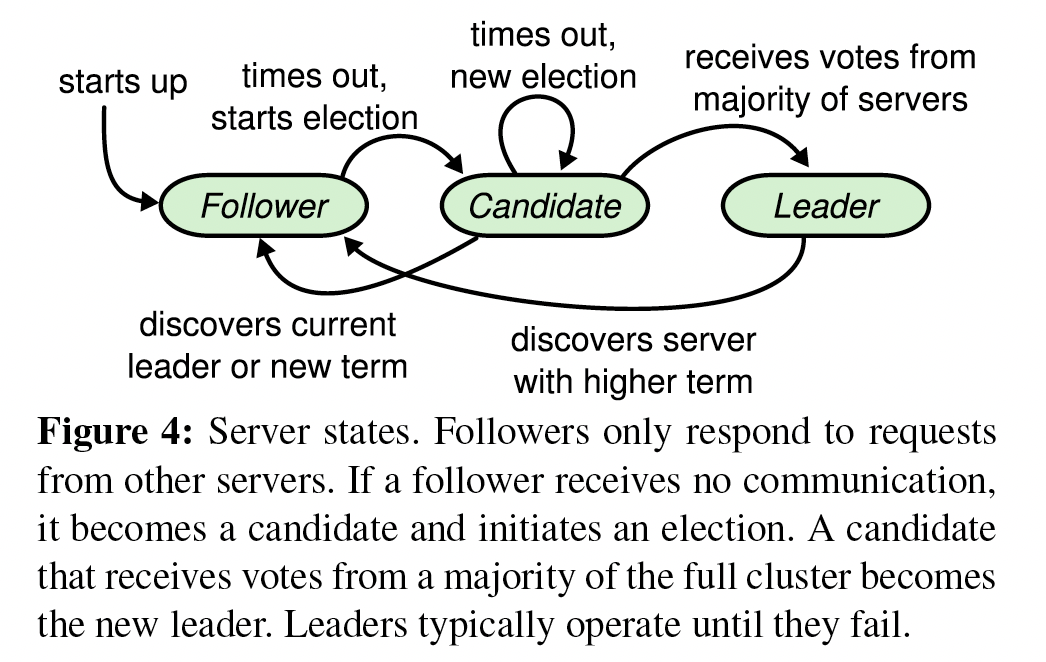 starts up
times out,
starts election
times out,
new election
receives votes from
majority of servers
Follower
Candidate
Leader
discovers current
leader or new term
discovers server
with higher term
Figure 4: Server states. Followers only respond to requests
from other servers. If a follower receives no communication,
it becomes a candidate and initiates an election. A candidate
that receives votes from a majority of the full cluster becomes
the new leader. Leaders typically operate until they fail.